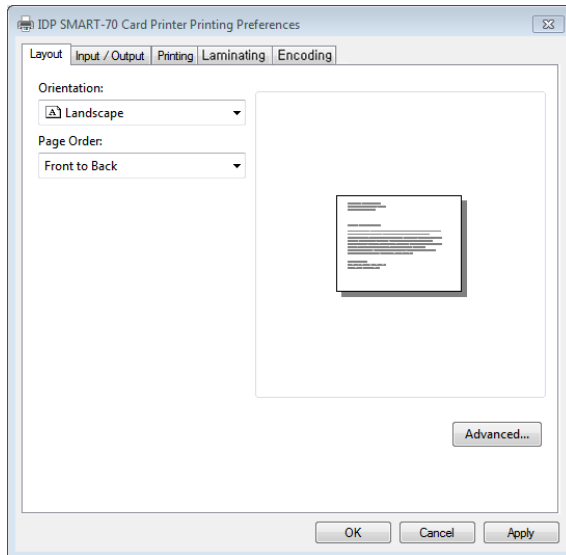 IDP SMART-70 Card Printer Printing Preferences
Layout Input / Output Printing Laminating Encoding
Orientation:
A Landscape
Page Order:
Front to Back
Advanced...
OK Cancel Apply